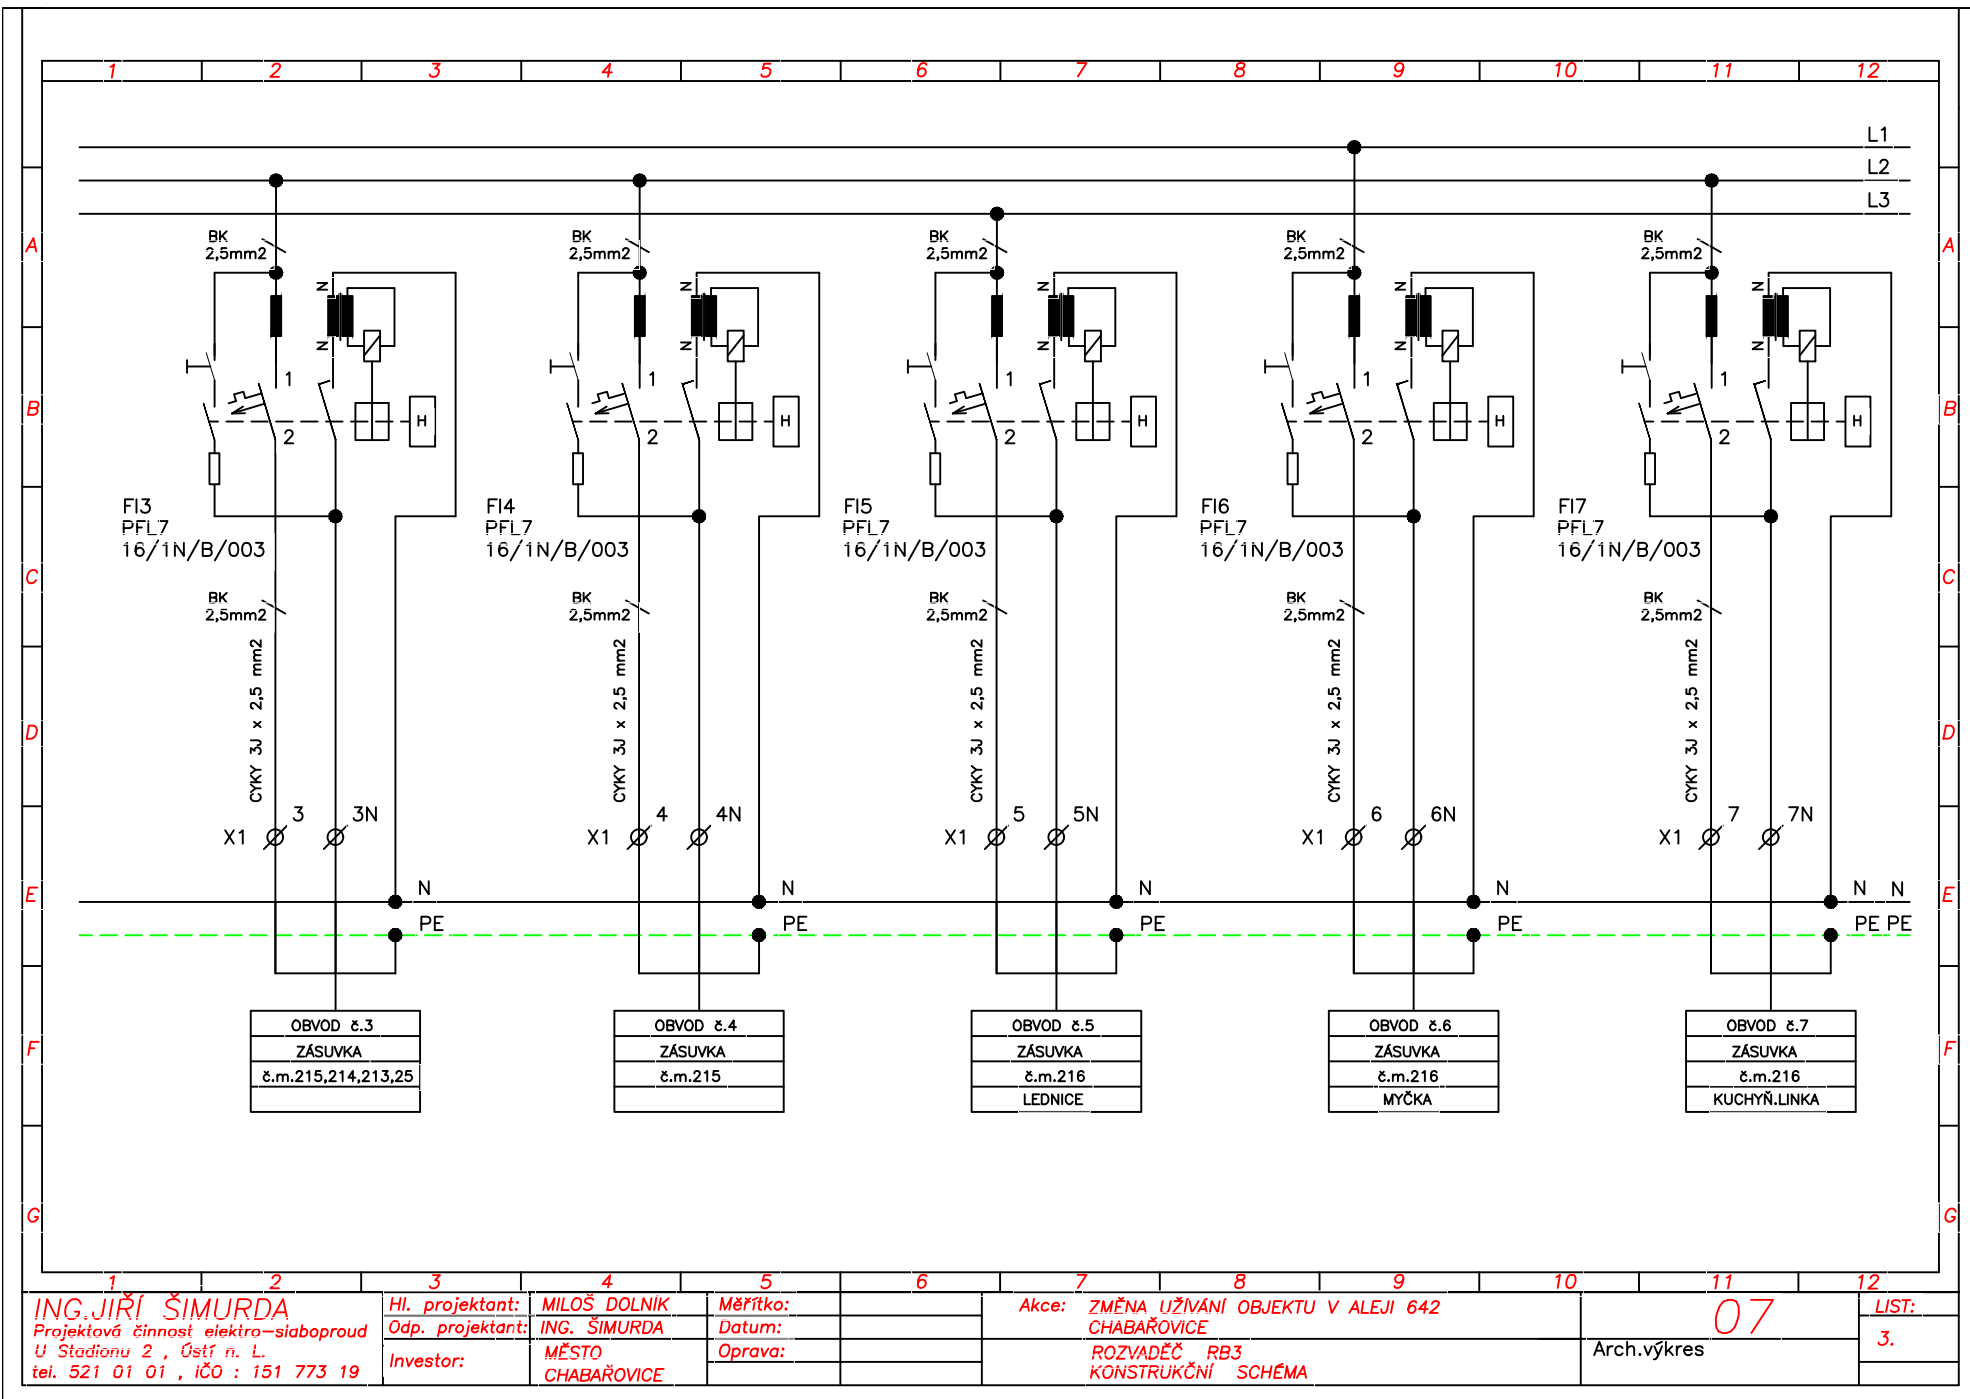 1 2 3 4 5 6 7 8 9 10 11 12
L1
L2
L3
A A
BK BK BK BK BK
2,5mm2 2,5mm2 2,5mm2 2,5mm2 2,5mm2
N N N N N
N N N N N
1 1 1 1 1
B B
H H H H H
2 2 2 2 2
FI3 FI4 FI5 FI6 FI7
PFL7 PFL7 PFL7 PFL7 PFL7
16/1N/B/003 16/1N/B/003 16/1N/B/003 16/1N/B/003 16/1N/B/003
C C
BK BK BK BK BK
2,5mm2 2,5mm2 2,5mm2 2,5mm2 2,5mm2
CYKY 3J x 2,5 mm2
CYKY 3J x 2,5 mm2
CYKY 3J x 2,5 mm2
CYKY 3J x 2,5 mm2
CYKY 3J x 2,5 mm2
D D
3 3N 4 4N 5 5N 6 6N 7 7N
X1 X1 X1 X1 X1
E N N N N N N E
PE PE PE PE PE PE
OBVOD č.3
ZÁSUVKA
č.m.215,214,213,25
OBVOD č.4
ZÁSUVKA
č.m.215
OBVOD č.5
ZÁSUVKA
č.m.216
LEDNICE
OBVOD č.6
ZÁSUVKA
č.m.216
MYČKA
OBVOD č.7
ZÁSUVKA
č.m.216
KUCHYŇ.LINKA
F F
G G
1 2 3 4 5 6 7 8 9 10 11 12
ING.JIŘÍ ŠIMURDA
Projektová činnost elektro-slaboproud
U Stadionu 2 , Ústí n. L.
tel. 521 01 01 , IČO : 151 773 19
Hl. projektant: MILOŠ DOLNÍK
Odp. projektant: ING. ŠIMURDA
Investor: MĚSTO
CHABAŘOVICE
Měřítko:
Datum:
Oprava:
Akce: ZMĚNA UŽÍVÁNÍ OBJEKTU V ALEJI 642
CHABAŘOVICE
ROZVADĚČ RB3
KONSTRUKČNÍ SCHÉMA
07
Arch.výkres
LIST:
3.